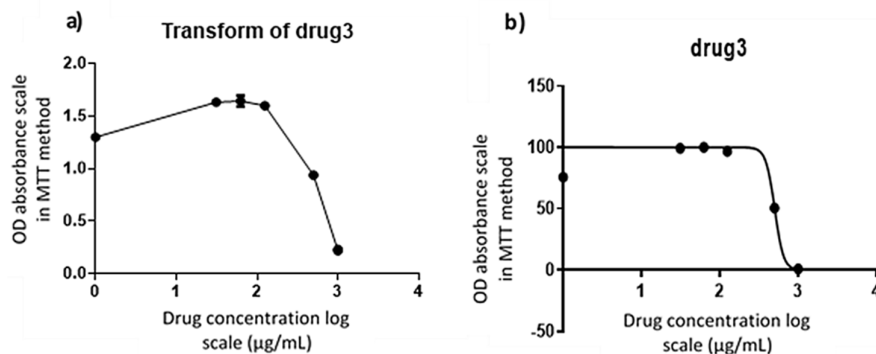 a)
Transform of drug3
OD absorbance scale
in MTT method
2.0
1.5
1.0
0.5
0.0
0 1 2 3 4
Drug concentration log
scale (µg/mL)
b)
drug3
OD absorbance scale
in MTT method
150
100
50
0
-50
1 2 3 4
Drug concentration log
scale (µg/mL)